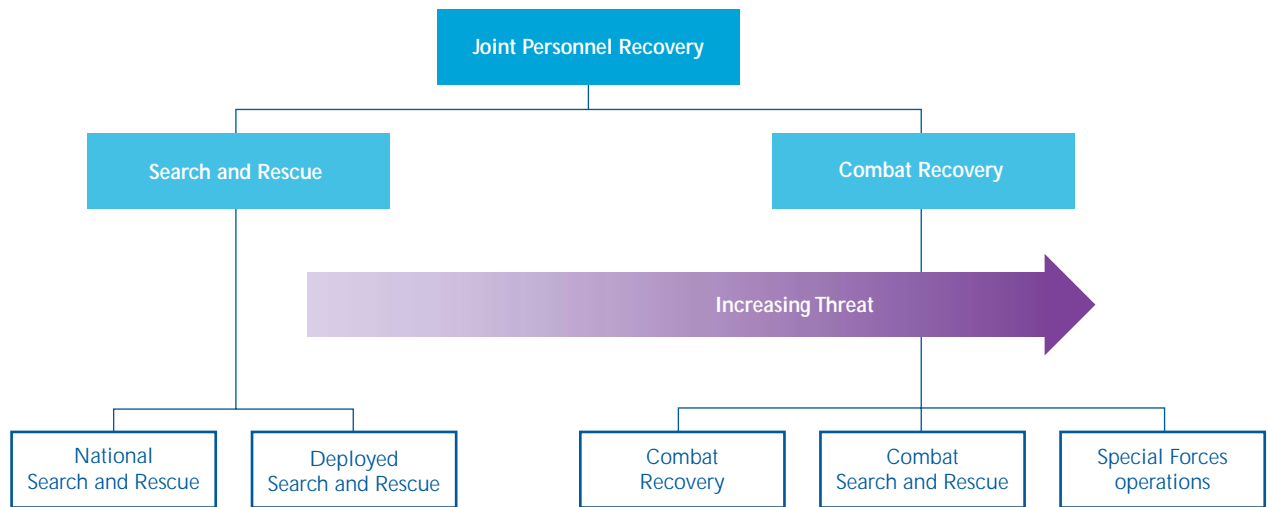 Joint Personnel Recovery
Search and Rescue
Combat Recovery
Increasing Threat
National
Search and Rescue
Deployed
Search and Rescue
Combat
Recovery
Combat
Search and Rescue
Special Forces
operations